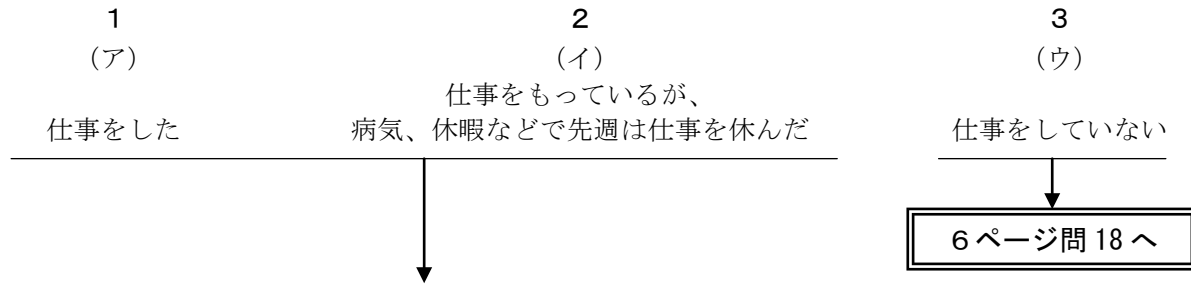 １ ２ ３
（ア） （イ） （ウ）
仕事をもっているが、
仕事をした 病気、休暇などで先週は仕事を休んだ 仕事をしていない
６ページ問 18 へ